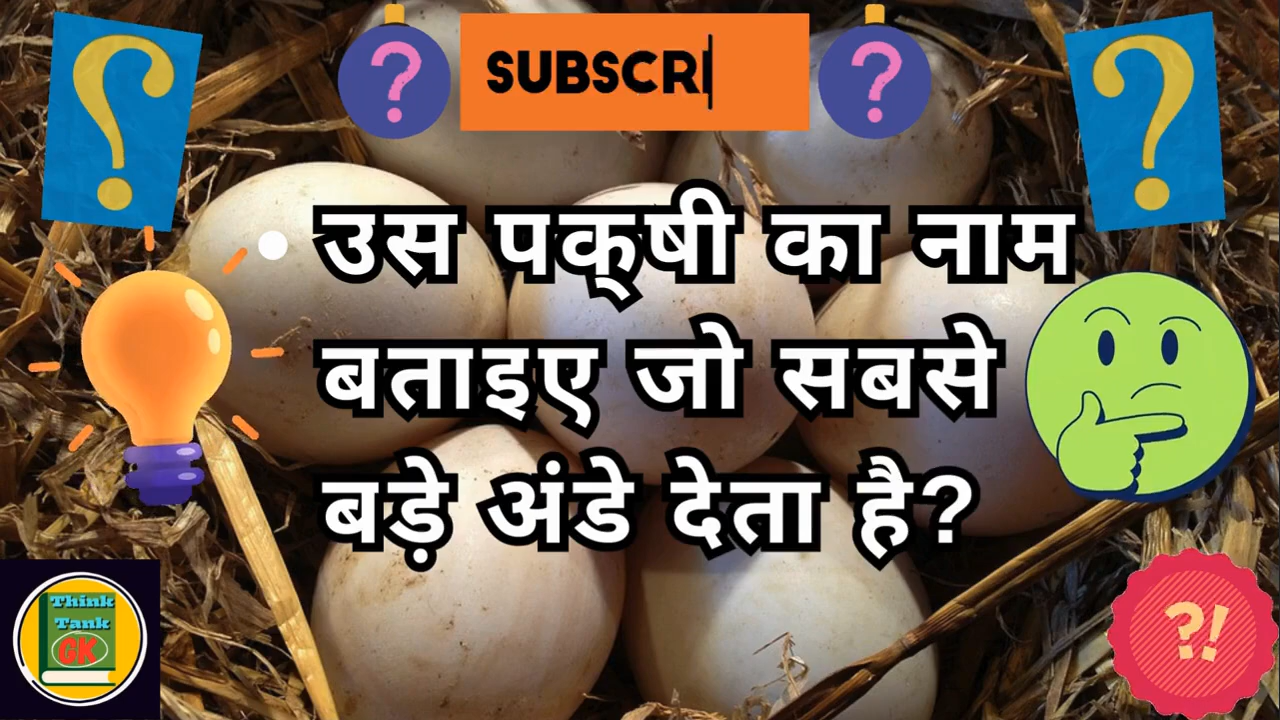 SUBSCRI
उस पक्षी का नाम
बताइए जो सबसे
बड़े अंडे देता है?
Think
Tank
GK
?!